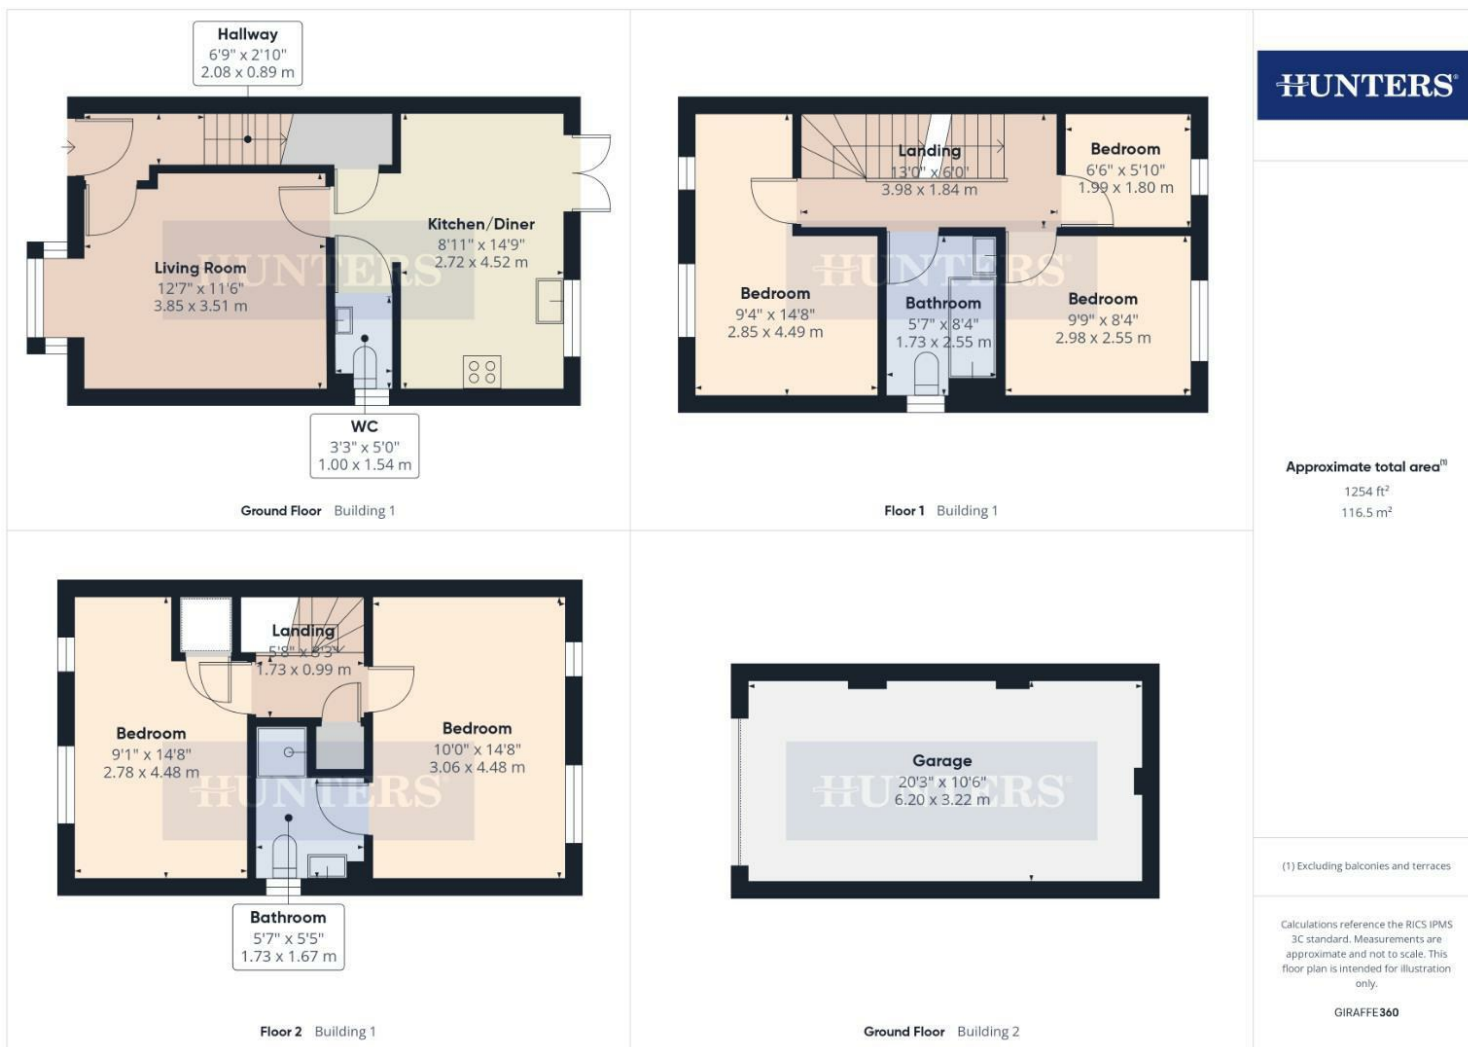 Hallway
6'9" x 2'10"
2.08 x 0.89 m
Living Room
12'7" x 11'6"
3.85 x 3.51 m
Kitchen/Diner
8'11" x 14'9"
2.72 x 4.52 m
HUNTERS
WC
3'3" x 5'0"
1.00 x 1.54 m
Ground Floor Building 1
Landing
13'0" x 6'0"
3.98 x 1.84 m
Bedroom
6'6" x 5'10"
1.99 x 1.80 m
HUNTERS
Bedroom
9'4" x 14'8"
2.85 x 4.49 m
Bathroom
5'7" x 8'4"
1.73 x 2.55 m
Bedroom
9'9" x 8'4"
2.98 x 2.55 m
Floor 1 Building 1
Landing
5'8" x 3'3"
1.73 x 0.99 m
Bedroom
9'1" x 14'8"
2.78 x 4.48 m
Bedroom
10'0" x 14'8"
3.06 x 4.48 m
HUNTERS
Bathroom
5'7" x 5'5"
1.73 x 1.67 m
Floor 2 Building 1
Garage
20'3" x 10'6"
6.20 x 3.22 m
HUNTERS
Ground Floor Building 2
HUNTERS®
Approximate total area(1)
1254 ft²
116.5 m²
(1) Excluding balconies and terraces
Calculations reference the RICS IPMS
3C standard. Measurements are
approximate and not to scale. This
floor plan is intended for illustration
only.
GIRAFFE360